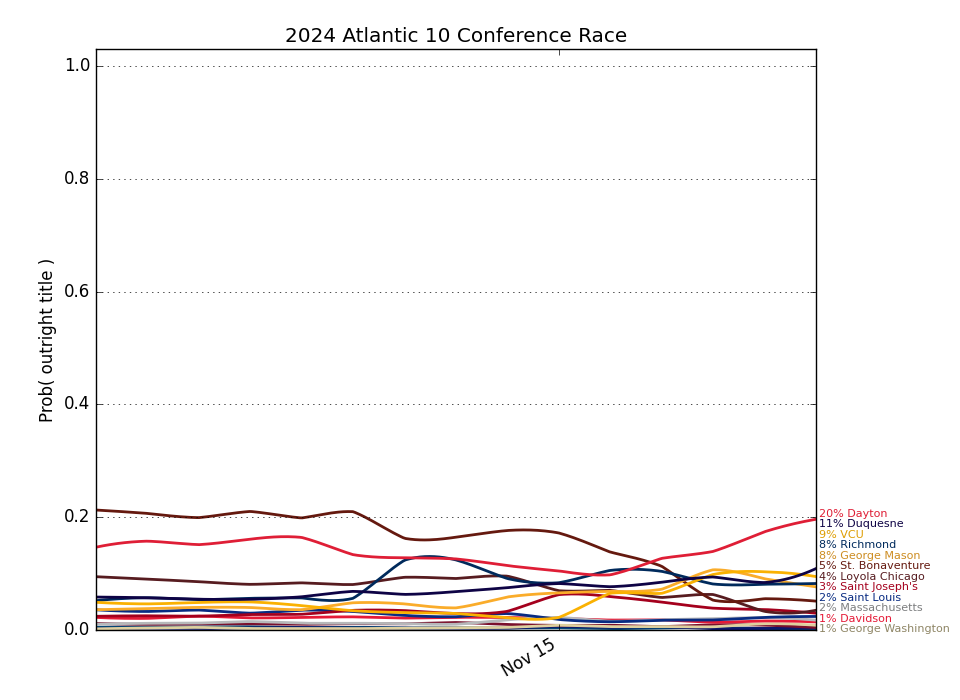 2024 Atlantic 10 Conference Race
Prob( outright title )
1.0
0.8
0.6
0.4
0.2
0.0
Nov 15
20% Dayton
11% Duquesne
9% VCU
8% Richmond
8% George Mason
5% St. Bonaventure
4% Loyola Chicago
3% Saint Joseph's
2% Saint Louis
2% Massachusetts
1% Davidson
1% George Washington